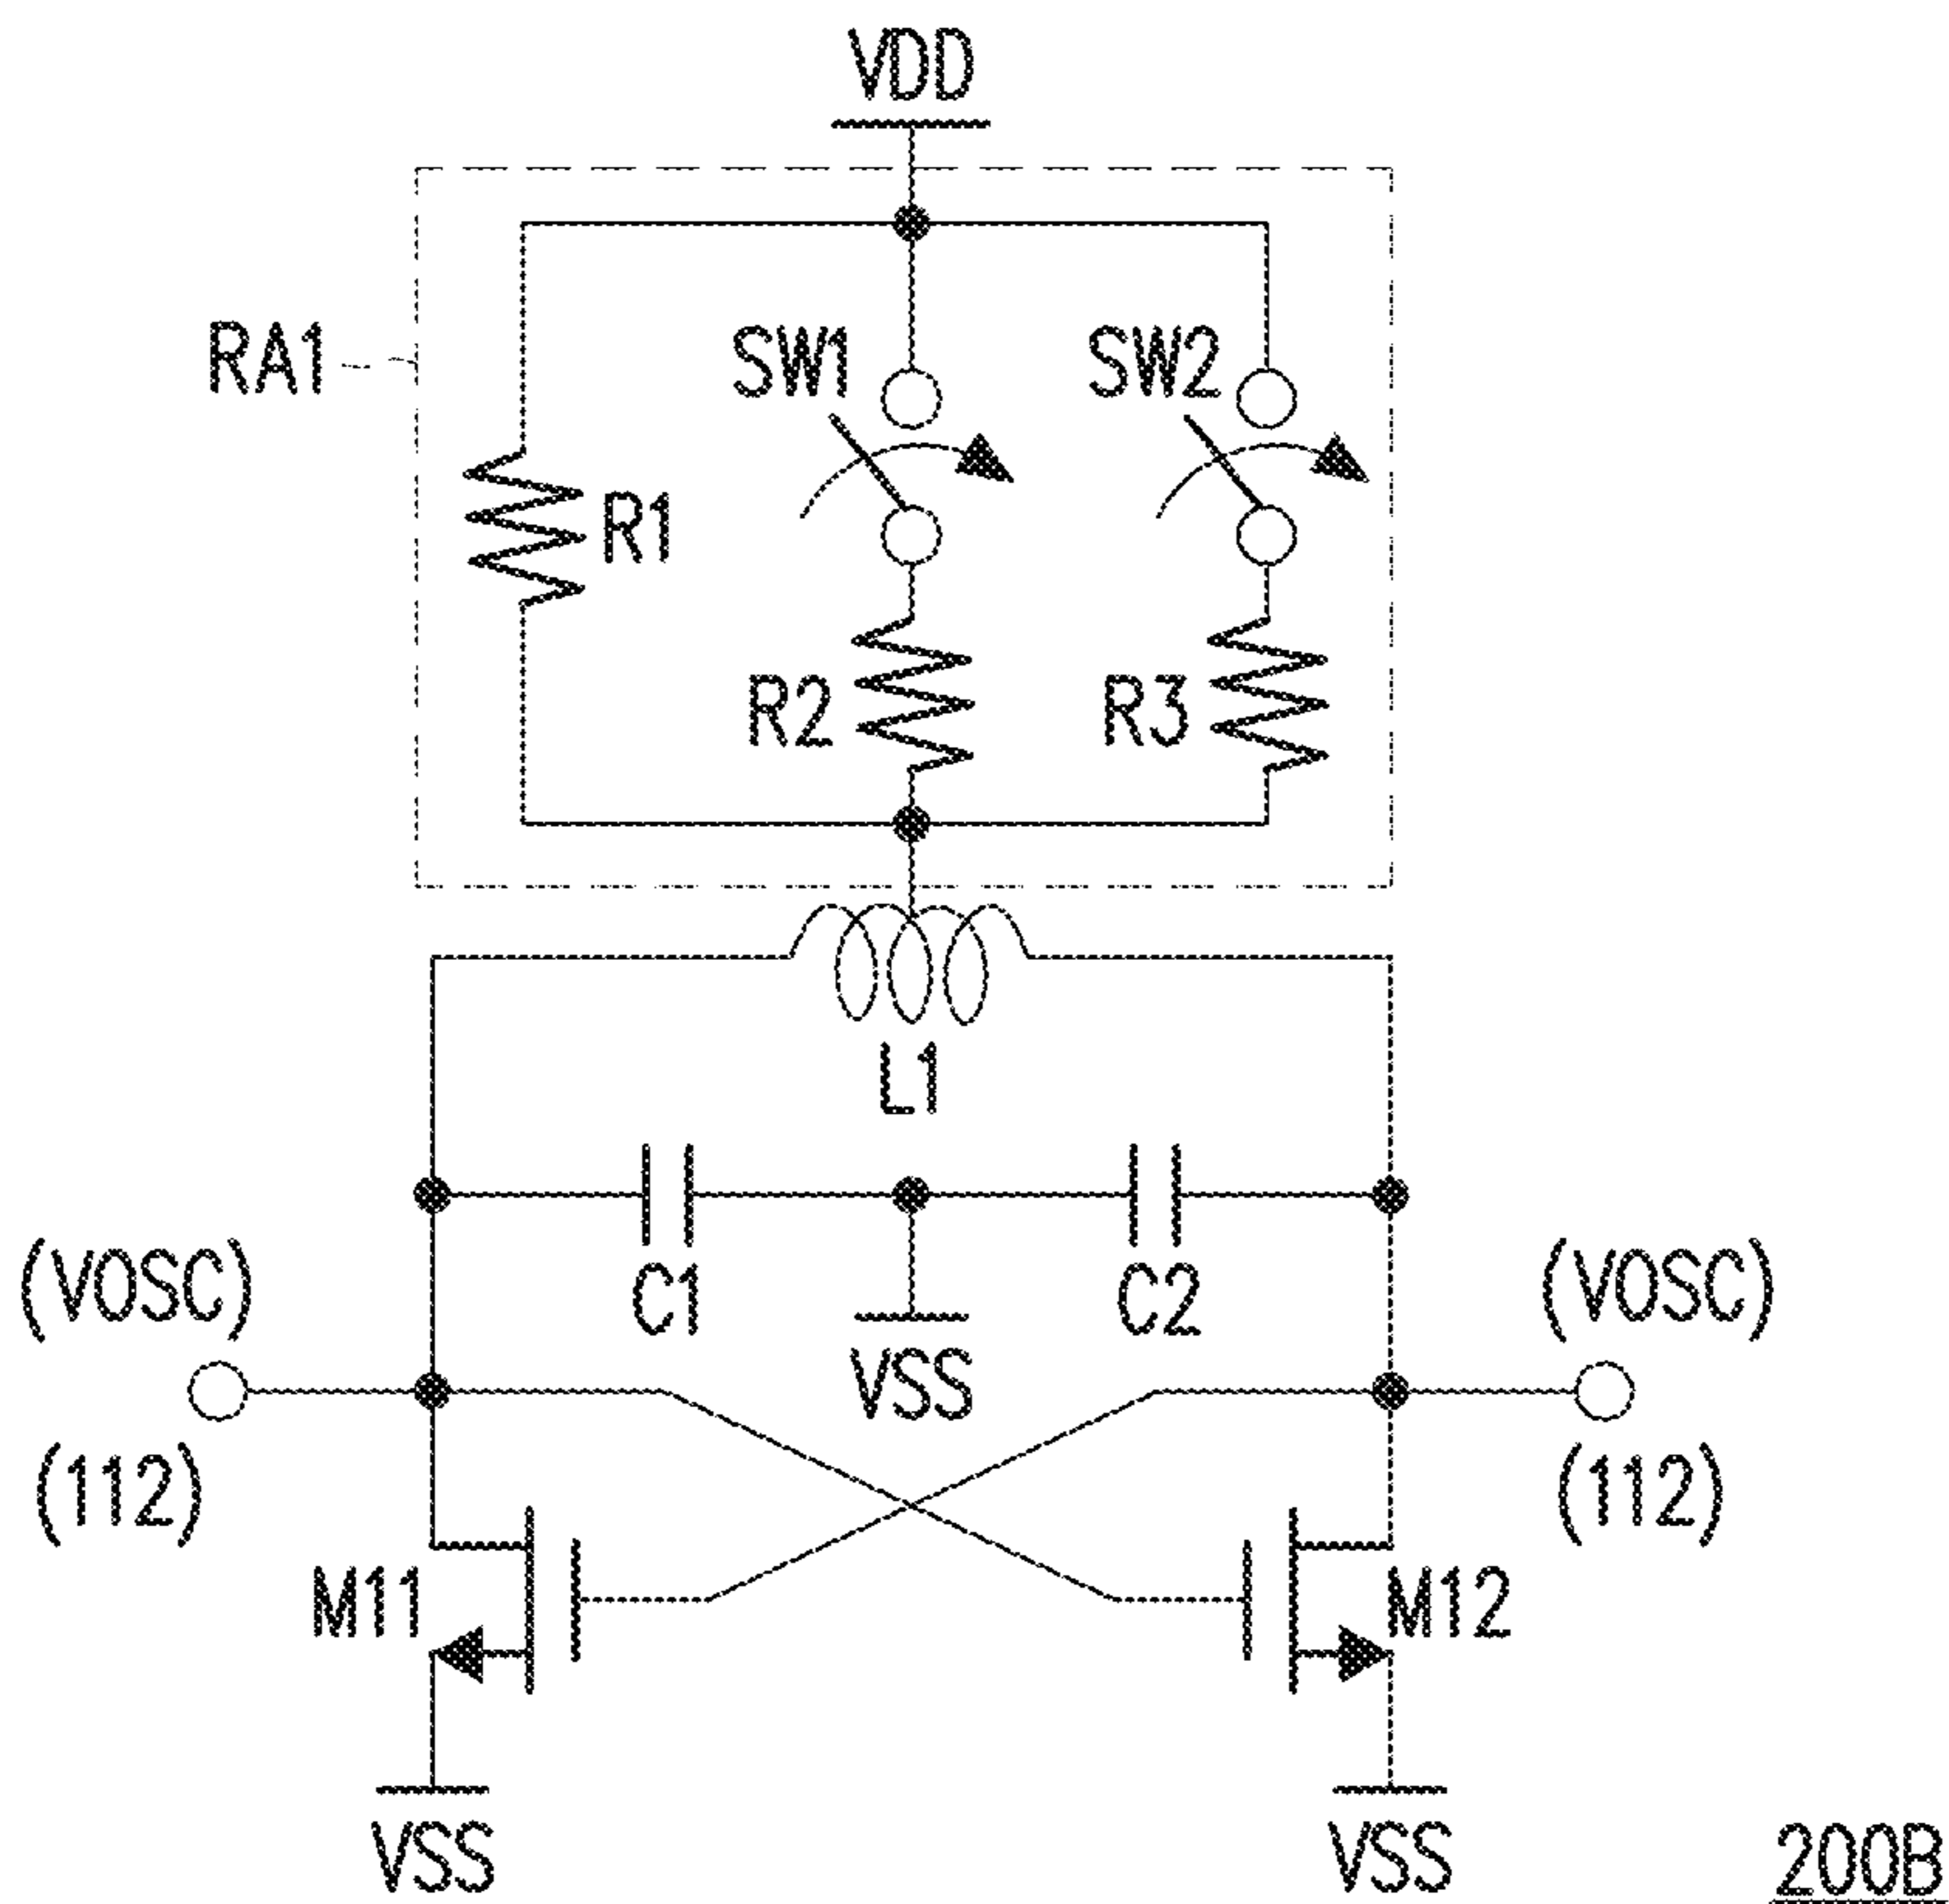 VDD
RA1
SW1
SW2
R1
R2
R3
L1
C1
C2
(VOSC)
(VOSC)
VSS
(112)
(112)
M11
M12
VSS
VSS
200B